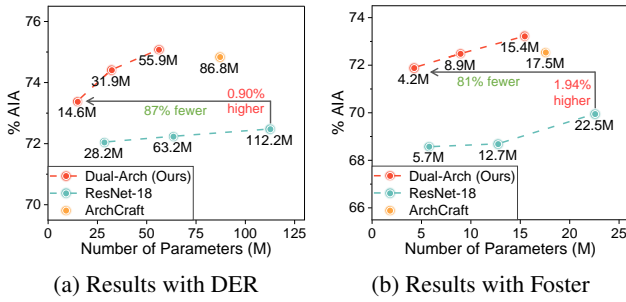 76
74
72
70
% AIA
55.9M
31.9M
14.6M
86.8M
0.90%
higher
87% fewer
28.2M
63.2M
112.2M
Dual-Arch (Ours)
ResNet-18
ArchCraft
0 25 50 75 100 125
Number of Parameters (M)
(a) Results with DER
74
72
70
68
66
% AIA
15.4M
17.5M
8.9M
4.2M
81% fewer
1.94%
higher
22.5M
5.7M
12.7M
Dual-Arch (Ours)
ResNet-18
ArchCraft
0 5 10 15 20 25
Number of Parameters (M)
(b) Results with Foster